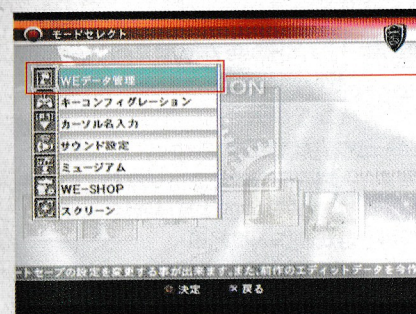 モードセレクト
WEデータ管理
ON
キーコンフィグレーション
カーソル名入力
サウンド設定
ミュージアム
WE-SHOP
スクリーン
ートセーブの設定を変更する事が出来ます。また、前作のエディットデータを今作
決定 戻る